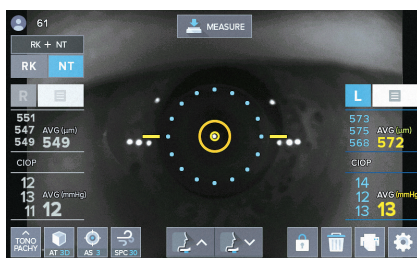 61
MEASURE
RK + NT
RK NT
R
L
551
547 AVG (µm)
549 549
573
575 AVG (µm)
568 572
CIOP
CIOP
12
13 AVG (mmHg)
11 12
14
12 AVG (mmHg)
13 13
TONO
PACHY
AT 3D
AS 3
SPC 30